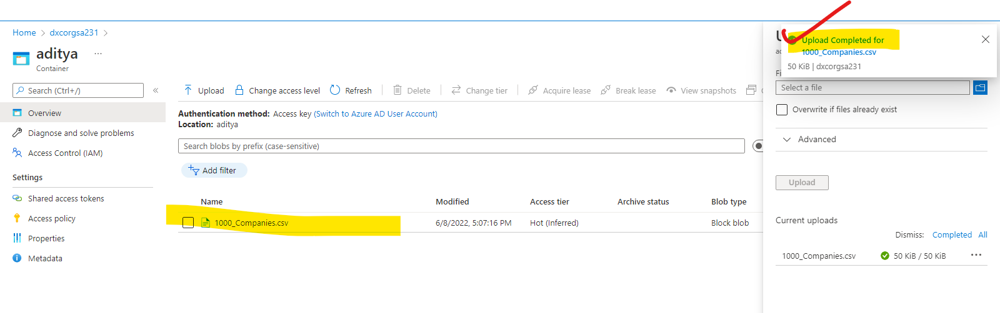 Home > dxcorgsa231 >
aditya ...
Container
Search (Ctrl+/) «
Overview
Diagnose and solve problems
Access Control (IAM)
Settings
Shared access tokens
Access policy
Properties
Metadata
Upload Change access level Refresh Delete Change tier Acquire lease Break lease View snapshots
Authentication method: Access key (Switch to Azure AD User Account)
Location: aditya
Search blobs by prefix (case-sensitive)
Add filter
Name Modified Access tier Archive status Blob type
1000_Companies.csv 6/8/2022, 5:07:16 PM Hot (Inferred) Block blob
Upload Completed for
1000_Companies.csv
50 KiB | dxcorgsa231
Select a file
Overwrite if files already exist
Advanced
Upload
Current uploads
Dismiss: Completed All
1000_Companies.csv 50 KiB / 50 KiB ...